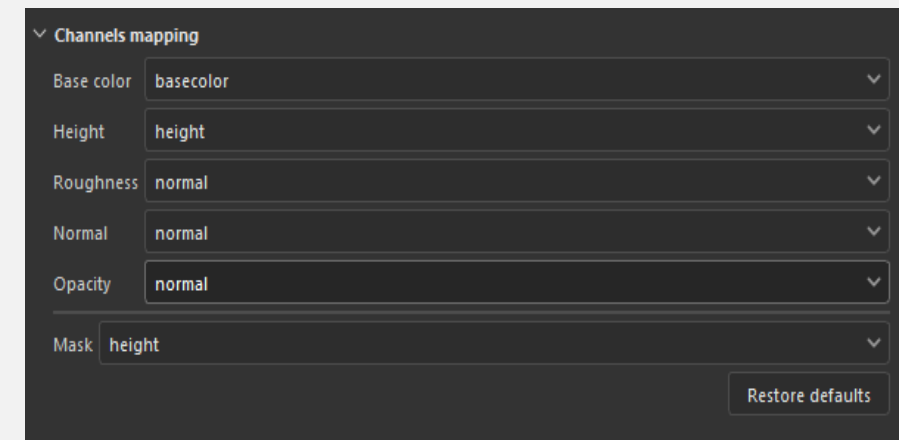 Channels mapping
Base color basecolor
Height height
Roughness normal
Normal normal
Opacity normal
Mask height
Restore defaults